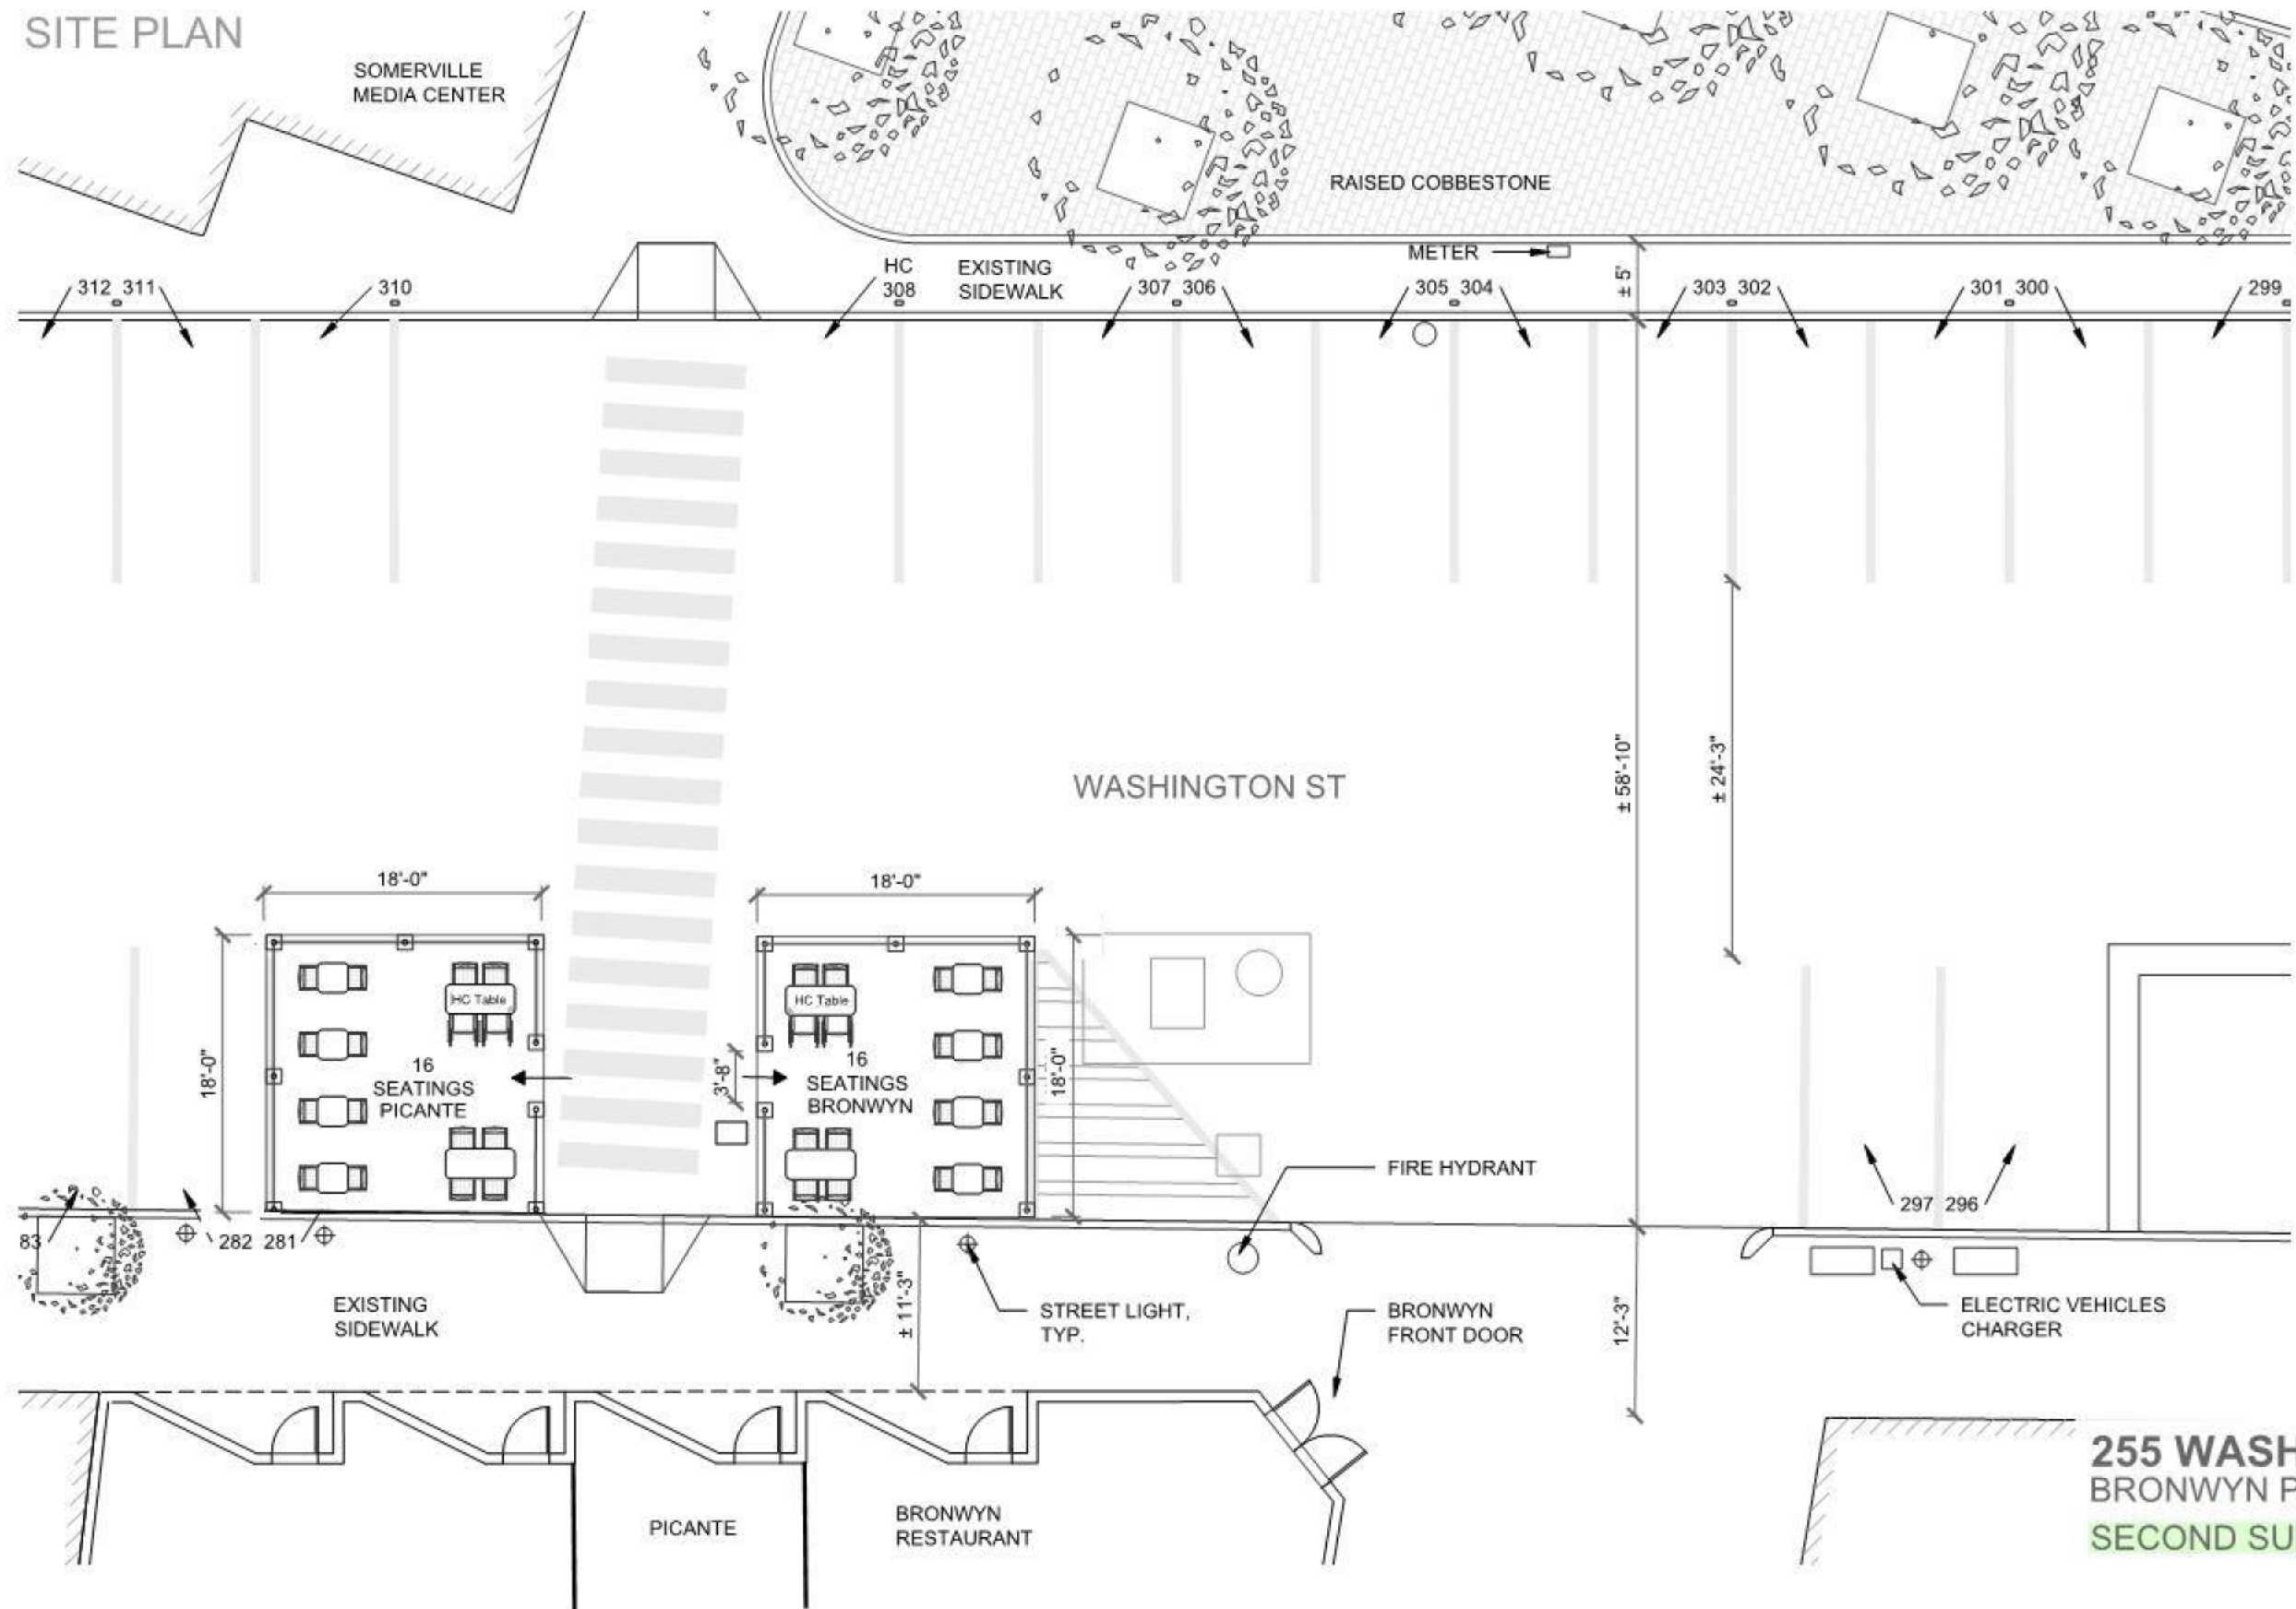 SITE PLAN
SOMERVILLE
MEDIA CENTER
RAISED COBBESTONE
METER
± 5'
HC
308
EXISTING
SIDEWALK
312 311
310
307 306
305 304
303 302
301 300
299
WASHINGTON ST
± 58'-10"
± 24'-3"
18'-0"
18'-0"
18'-0"
HC Table
16
SEATINGS
PICANTE
3'-8"
HC Table
16
SEATINGS
BRONWYN
18'-0"
FIRE HYDRANT
297 296
83
282 281
EXISTING
SIDEWALK
± 11'-3"
STREET LIGHT,
TYP.
BRONWYN
FRONT DOOR
12'-3"
ELECTRIC VEHICLES
CHARGER
PICANTE
BRONWYN
RESTAURANT
255 WASH
BRONWYN P
SECOND SU